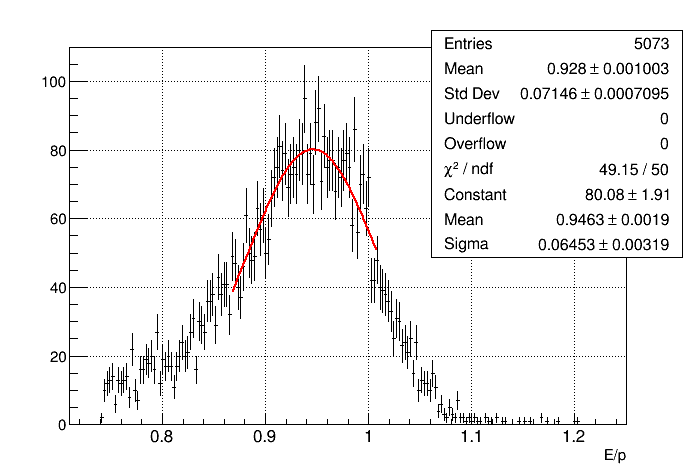 Entries 5073
Mean 0.928 ± 0.001003
Std Dev 0.07146 ± 0.0007095
Underflow 0
Overflow 0
χ² / ndf 49.15 / 50
Constant 80.08 ± 1.91
Mean 0.9463 ± 0.0019
Sigma 0.06453 ± 0.00319
100
80
60
40
20
0
0.8 0.9 1 1.1 1.2
E/p